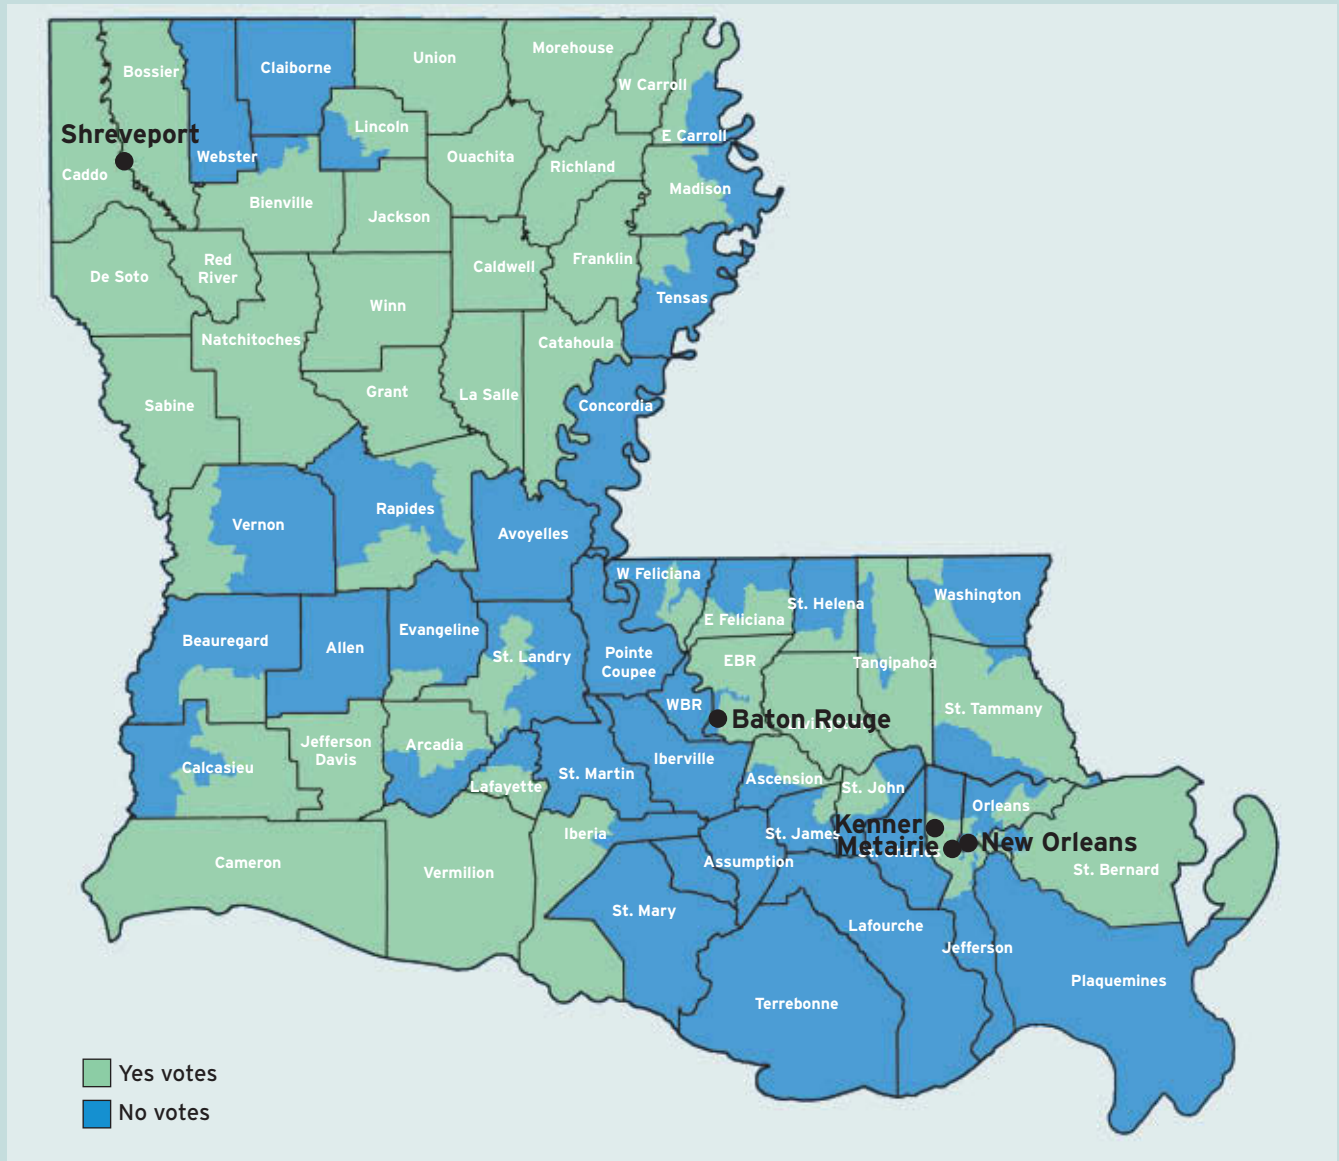 Bossier
Claiborne
Union
Morehouse
W Carroll
E Carroll
Lincoln
Shreveport
Caddo
Webster
Ouachita
Richland
Madison
Bienville
Jackson
De Soto
Red
River
Caldwell
Franklin
Tensas
Winn
Natchitoches
Catahoula
Sabine
Grant
La Salle
Concordia
Vernon
Rapides
Avoyelles
W Feliciana
E Feliciana
St. Helena
Washington
Beauregard
Allen
Evangeline
St. Landry
Pointe
Coupee
EBR
Tangipahoa
WBR
Baton Rouge
St. Tammany
Calcasieu
Jefferson
Davis
Arcadia
Lafayette
St. Martin
Iberville
Ascension
St. John
Orleans
Iberia
St. James
Kenner
Metairie
New Orleans
Cameron
Vermilion
Assumption
St. Charles
St. Bernard
St. Mary
Lafourche
Jefferson
Terrebonne
Plaquemines
Yes votes
No votes